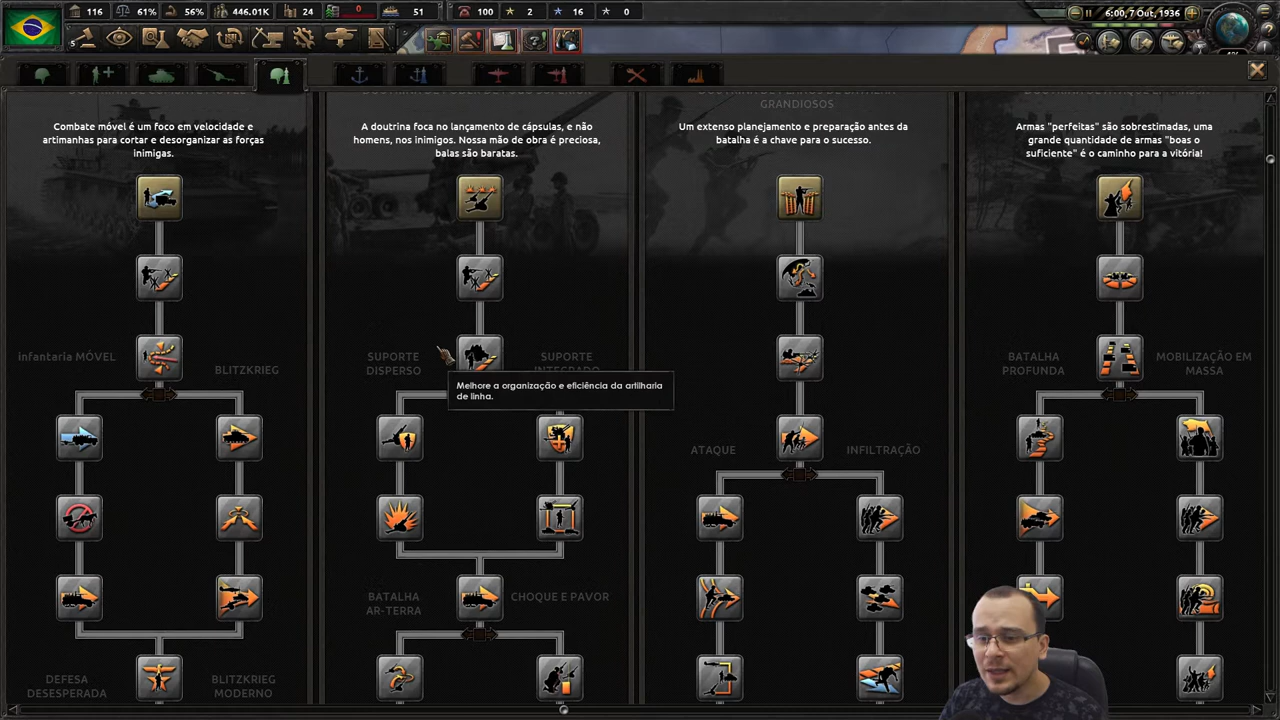 116 61% 56% 446.01K 24 0 51 100 2 16 0 6:00, 7 Out, 1936
5
GRANDIOSOS
Combate móvel é um foco em velocidade e
artimanhas para cortar e desorganizar as forças
inimigas.
A doutrina foca no lançamento de cápsulas, e não
homens, nos inimigos. Nossa mão de obra é preciosa,
balas são baratas.
Um extenso planejamento e preparação antes da
batalha é a chave para o sucesso.
Armas "perfeitas" são sobrestimadas, uma
grande quantidade de armas "boas o
suficiente" é o caminho para a vitória!
infantaria MÓVEL
BLITZKRIEG
SUPORTE
DISPERSO
SUPORTE
INTEGRADO
Melhore a organização e eficiência da artilharia
de linha.
BATALHA
PROFUNDA
MOBILIZAÇÃO EM
MASSA
ATAQUE
INFILTRAÇÃO
BATALHA
AR-TERRA
CHOQUE E PAVOR
DEFESA
DESESPERADA
BLITZKRIEG
MODERNO